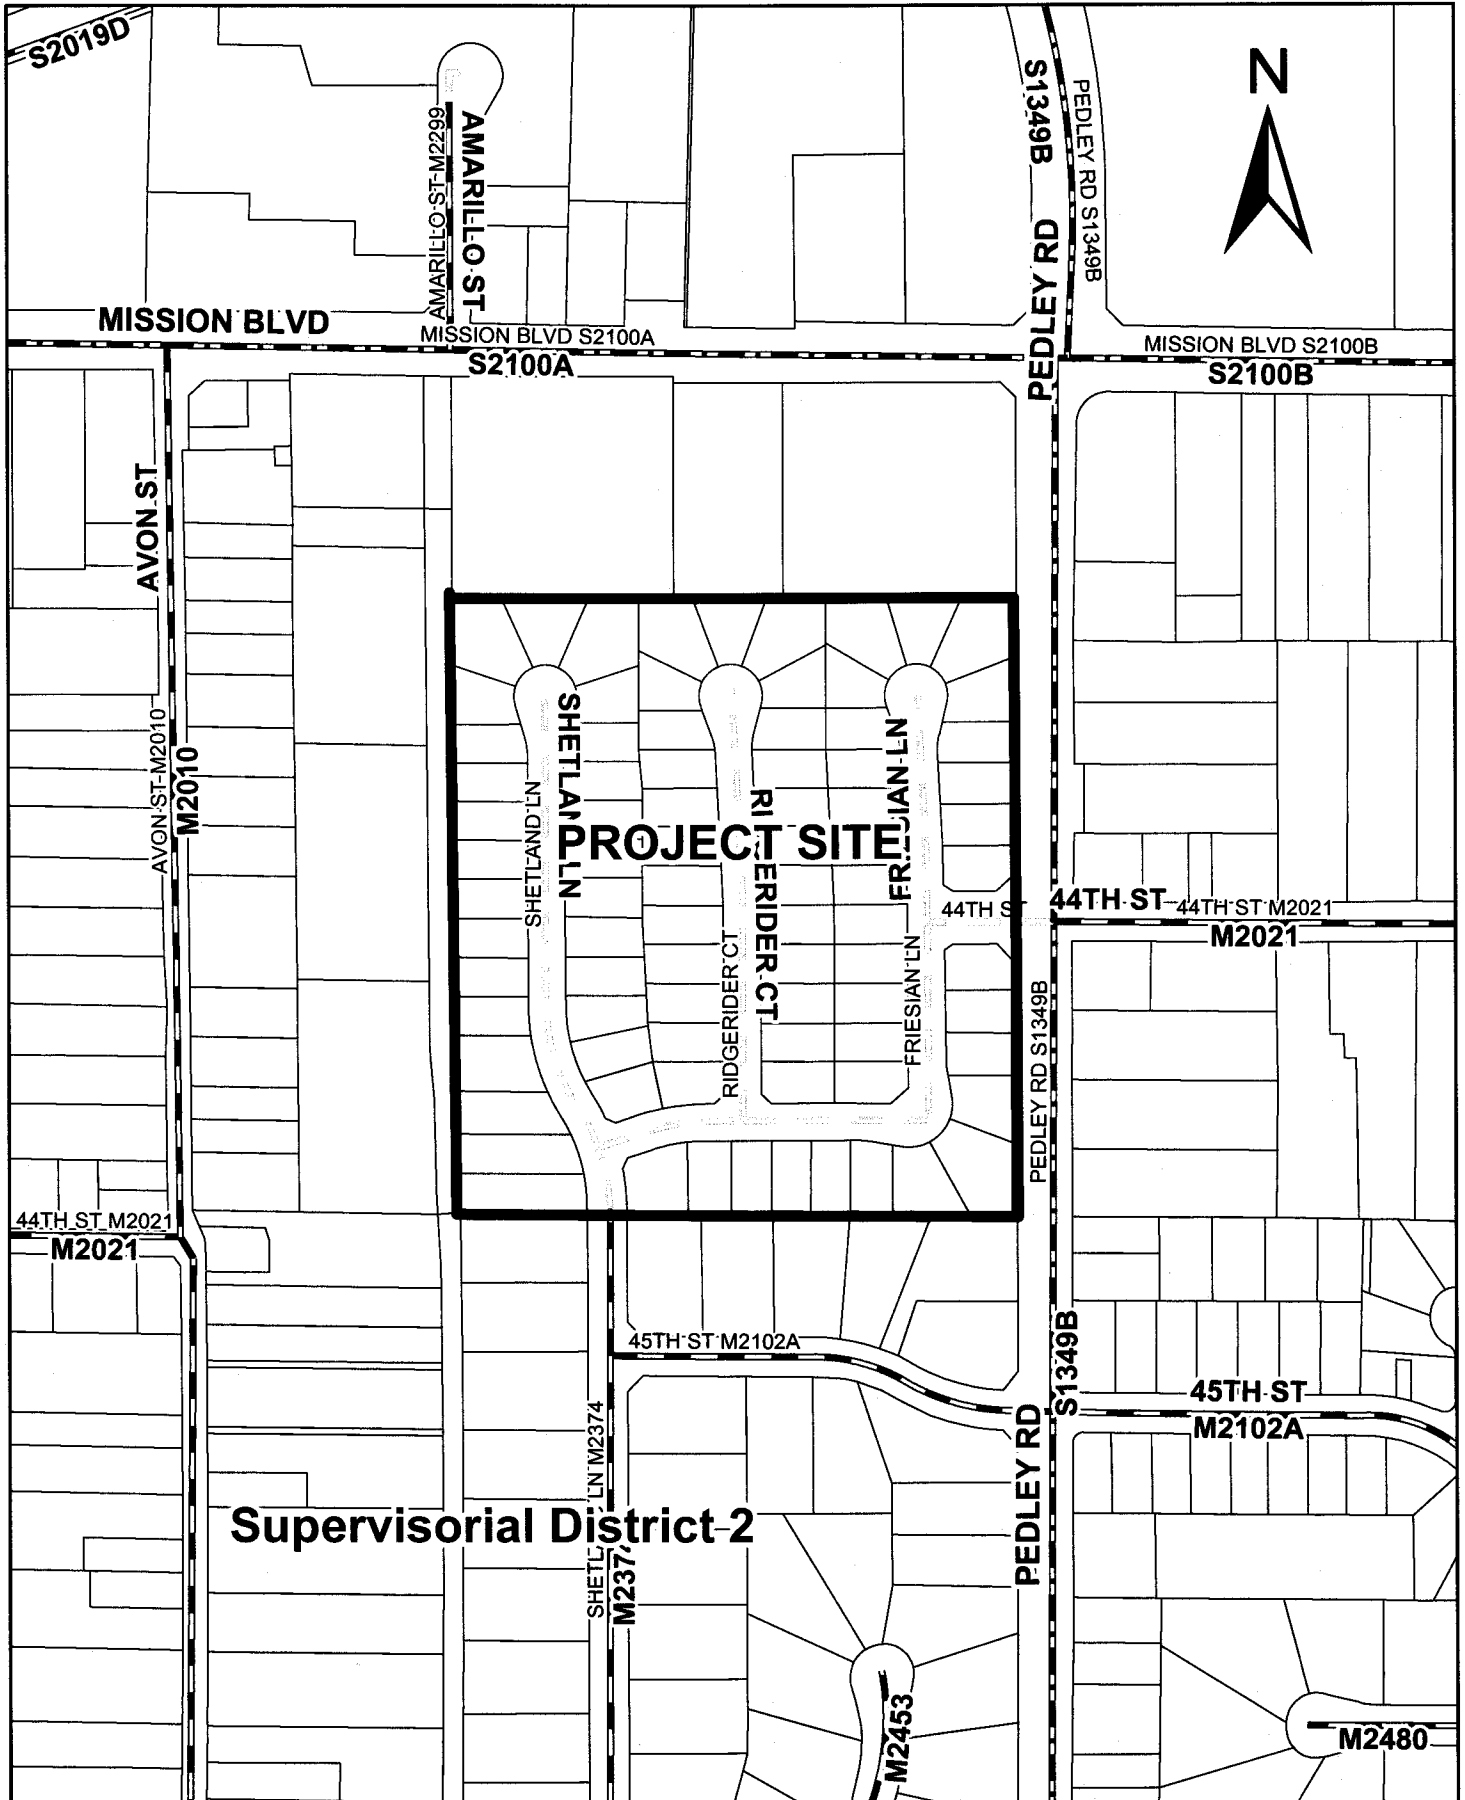 S2019D
N
AMARILLO ST M2299
AMARILLO ST
S1349B
PEDLEY RD S1349B
PEDLEY RD
MISSION BLVD
MISSION BLVD S2100A
S2100A
MISSION BLVD S2100B
S2100B
AVON ST
AVON ST M2010
M2010
SHETLAND LN
SHETLAND LN
PROJECT SITE
RIDGERIDER CT
RIDGERIDER CT
FRIESIAN LN
FRIESIAN LN
44TH ST
44TH ST
44TH ST M2021
M2021
PEDLEY RD S1349B
44TH ST M2021
M2021
45TH ST M2102A
S1349B
45TH ST
M2102A
PEDLEY RD
SHETLAND LN M2374
M2374
Supervisorial District 2
M2453
M2480